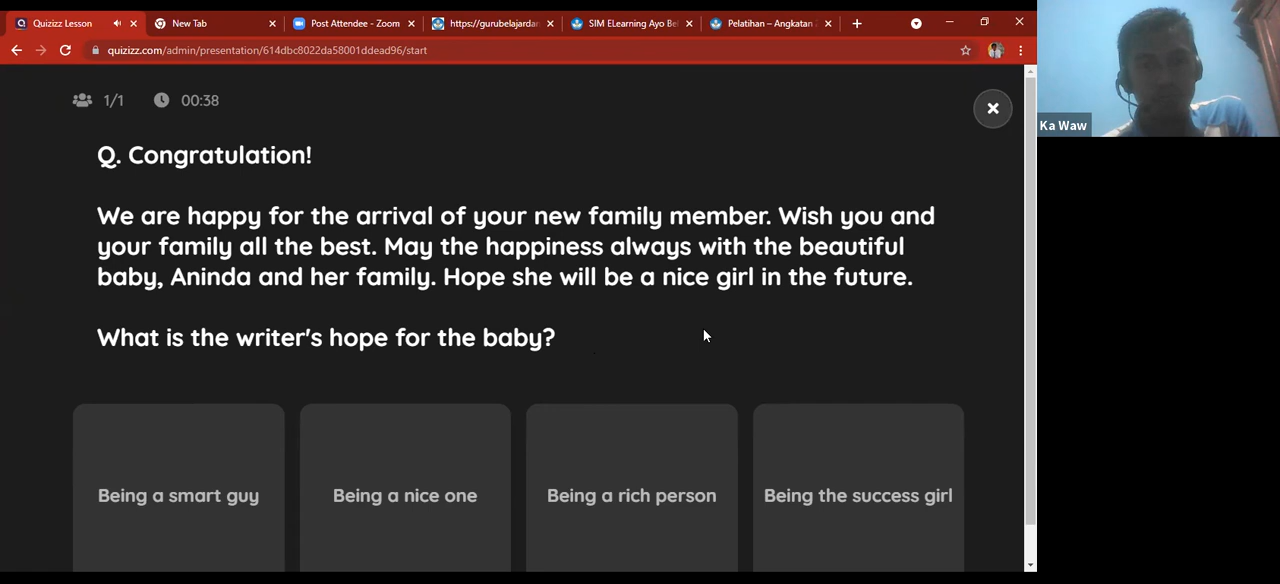 Quizizz Lesson
New Tab
Post Attendee - Zoom
https://gurubelajardan
SIM ELearning Ayo Be
Pelatihan – Angkatan
quizizz.com/admin/presentation/614dbc8022da58001ddead96/start
1/1
00:38
Ka Waw
Q. Congratulation!
We are happy for the arrival of your new family member. Wish you and
your family all the best. May the happiness always with the beautiful
baby, Aninda and her family. Hope she will be a nice girl in the future.
What is the writer's hope for the baby?
Being a smart guy
Being a nice one
Being a rich person
Being the success girl